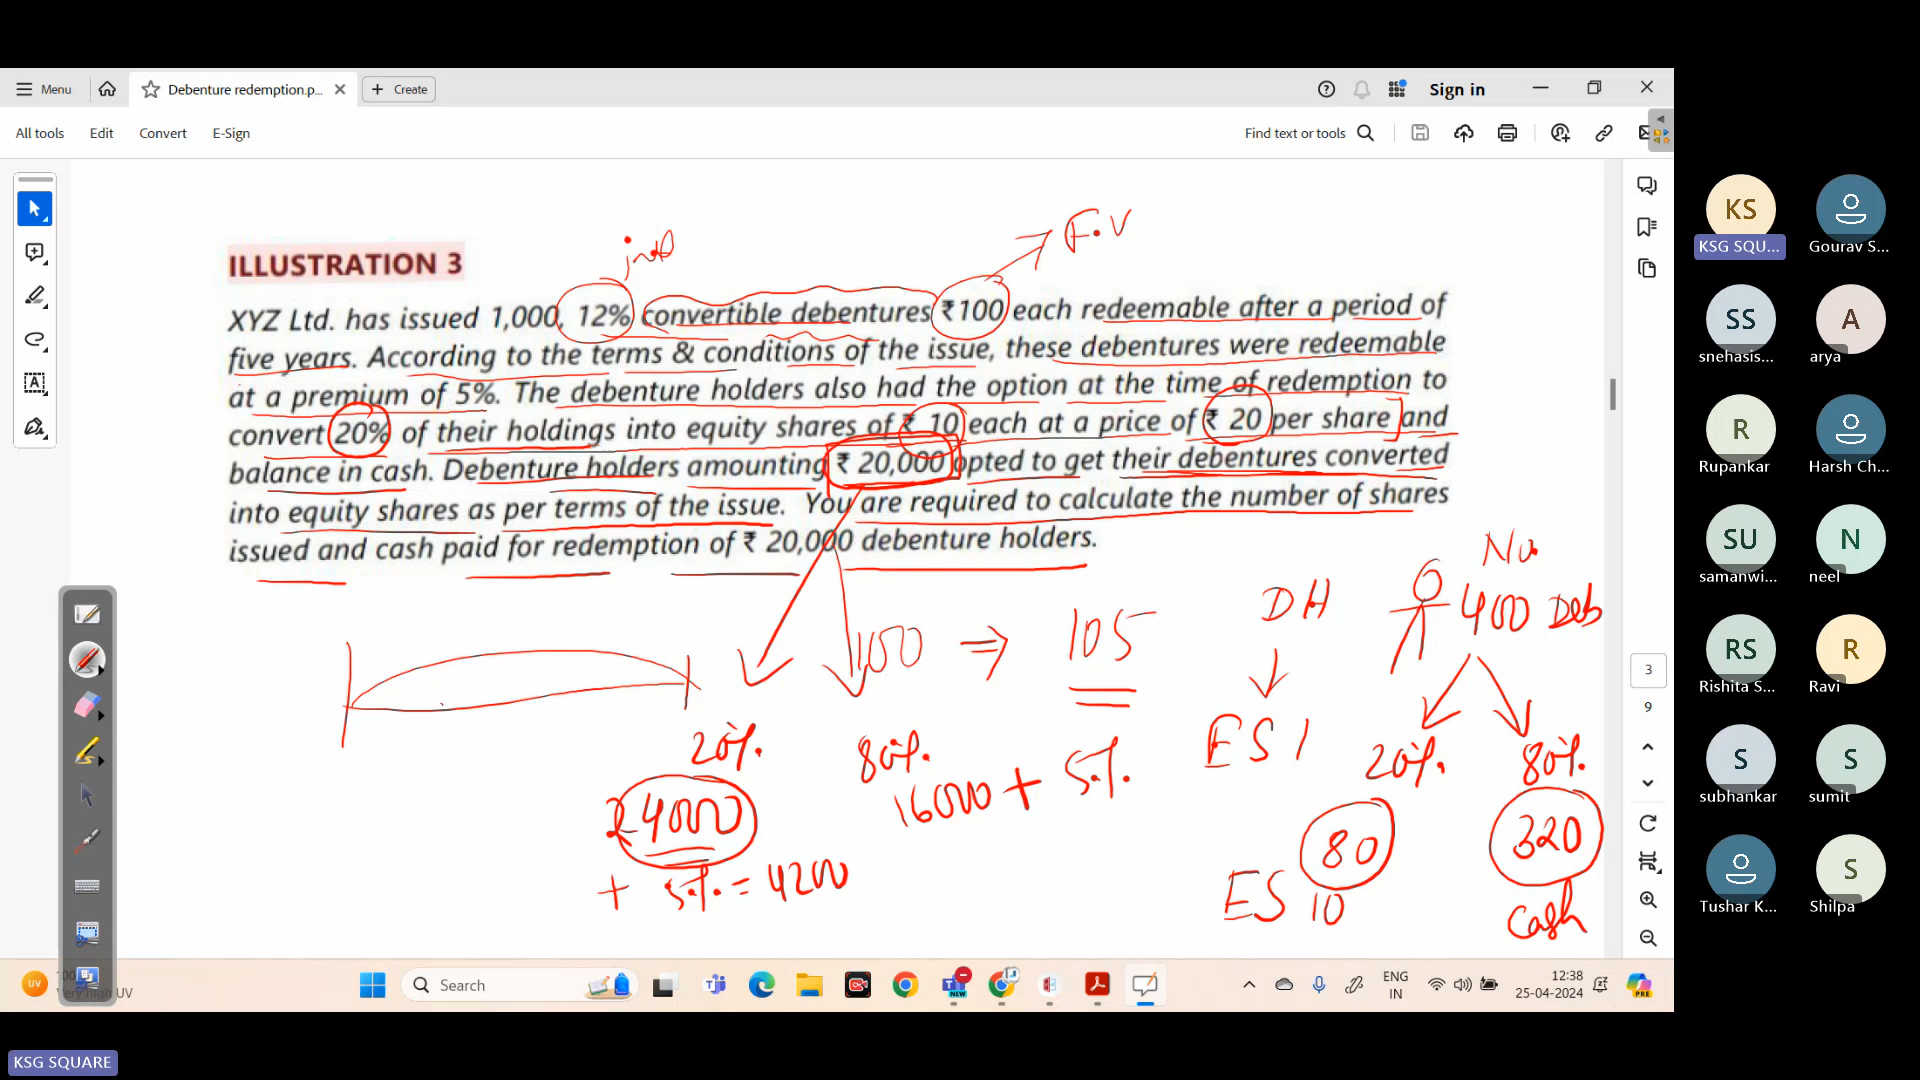 Menu
Debenture redemption.p...
Create
Sign in
All tools
Edit
Convert
E-Sign
Find text or tools
F.V
int
ILLUSTRATION 3
XYZ Ltd. has issued 1,000, 12% convertible debentures ₹100 each redeemable after a period of
five years. According to the terms & conditions of the issue, these debentures were redeemable
at a premium of 5%. The debenture holders also had the option at the time of redemption to
convert 20% of their holdings into equity shares of ₹ 10 each at a price of ₹ 20 per share and
balance in cash. Debenture holders amounting ₹ 20,000 opted to get their debentures converted
into equity shares as per terms of the issue. You are required to calculate the number of shares
issued and cash paid for redemption of ₹ 20,000 debenture holders.
No.
DH
400 Deb
100 ⇒ 105
20%.
80%.
16000 + 5%.
ES
20%.
80%.
4000
+ 5%. = 4200
80
320
ES 10
Cash
3
9
KS
KSG SQU...
Gourav S...
SS
snehasis...
A
arya
R
Rupankar
Harsh Ch...
SU
samanwi...
N
neel
RS
Rishita S...
R
Ravi
S
subhankar
S
sumit
Tushar K...
S
Shilpa
UV
Very high UV
Search
NEW
ENG
IN
12:38
25-04-2024
PRE
KSG SQUARE